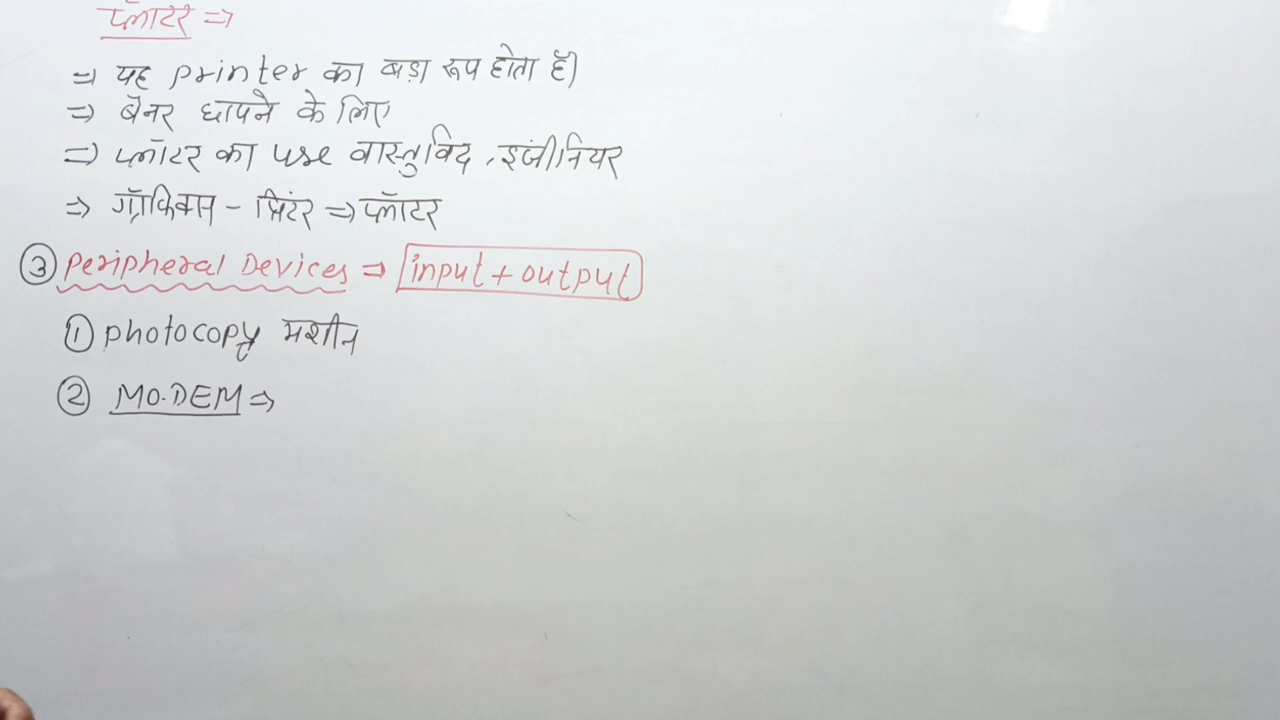 प्लॉटर ⇒
⇒ यह printer का बड़ा रूप होता है।
⇒ बैनर छापने के लिए
⇒ प्लॉटर का use वास्तुविद, इंजीनियर
⇒ ग्रॉफिक्स - प्रिंटर ⇒ प्लॉटर
③ Peripheral Devices ⇒ input + output
① photocopy मशीन
② MO.DEM ⇒